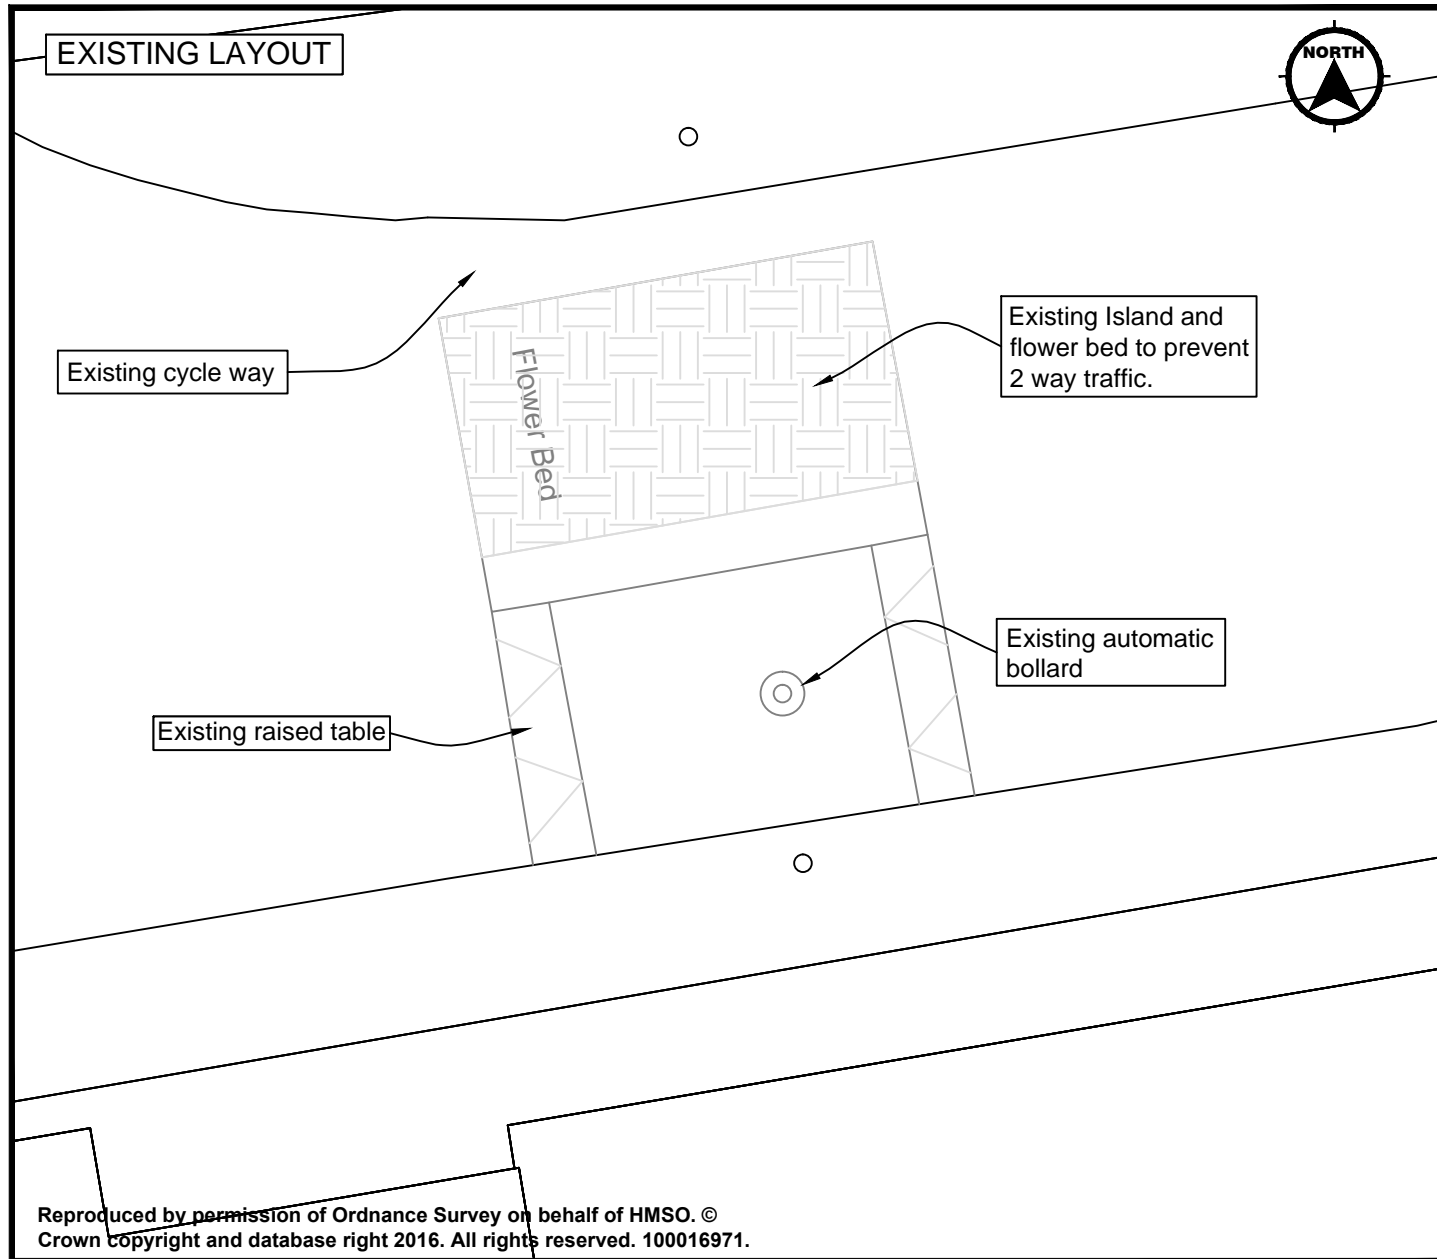 EXISTING LAYOUT
NORTH
Existing Island and
flower bed to prevent
2 way traffic.
Existing cycle way
Flower Bed
Existing automatic
bollard
Existing raised table
Reproduced by permission of Ordnance Survey on behalf of HMSO. ©
Crown copyright and database right 2016. All rights reserved. 100016971.